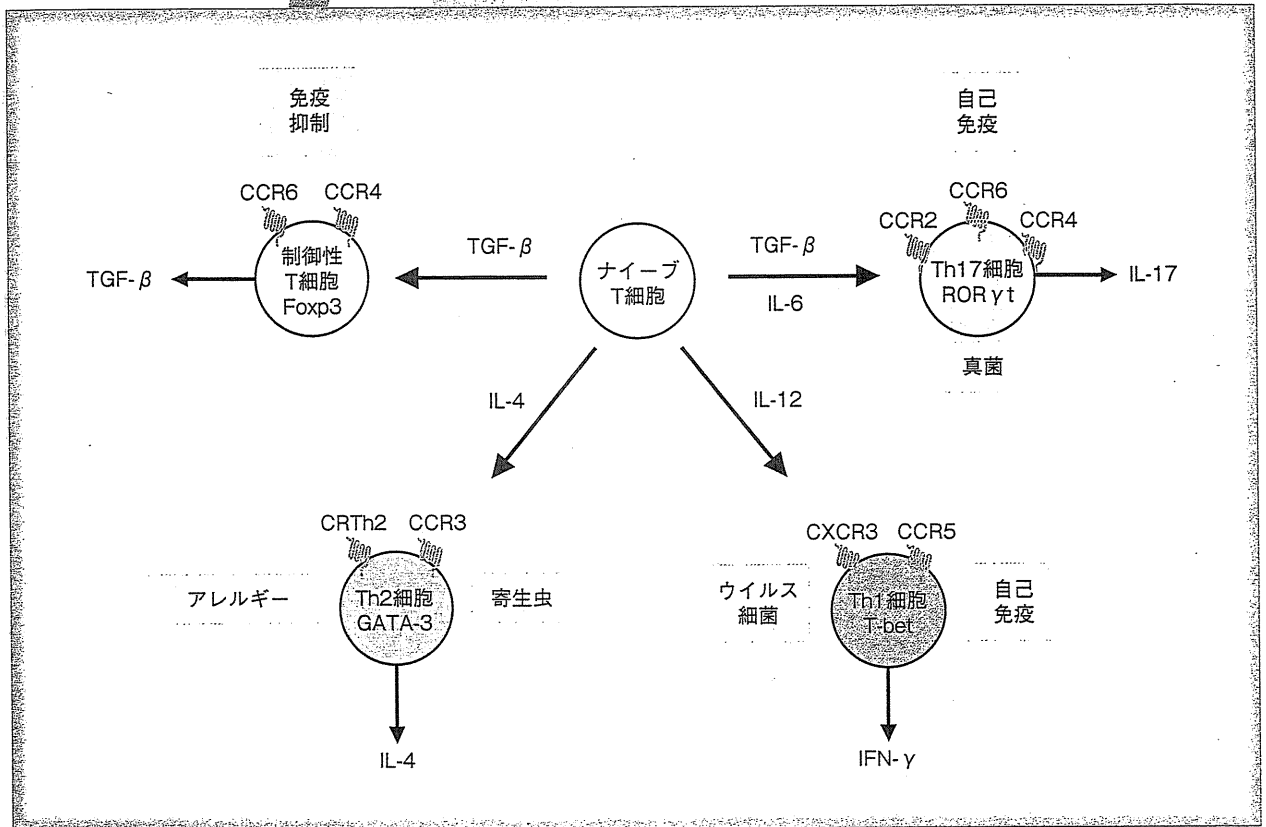 免疫
抑制
自己
免疫
CCR6 CCR4
CCR6
CCR2
CCR4
TGF-β
制御性
T細胞
Foxp3
TGF-β
ナイーブ
T細胞
TGF-β
IL-6
Th17細胞
RORγt
IL-17
真菌
IL-4
IL-12
CRTh2 CCR3
CXCR3 CCR5
アレルギー
Th2細胞
GATA-3
寄生虫
ウイルス
細菌
Th1細胞
T-bet
自己
免疫
IL-4
IFN-γ